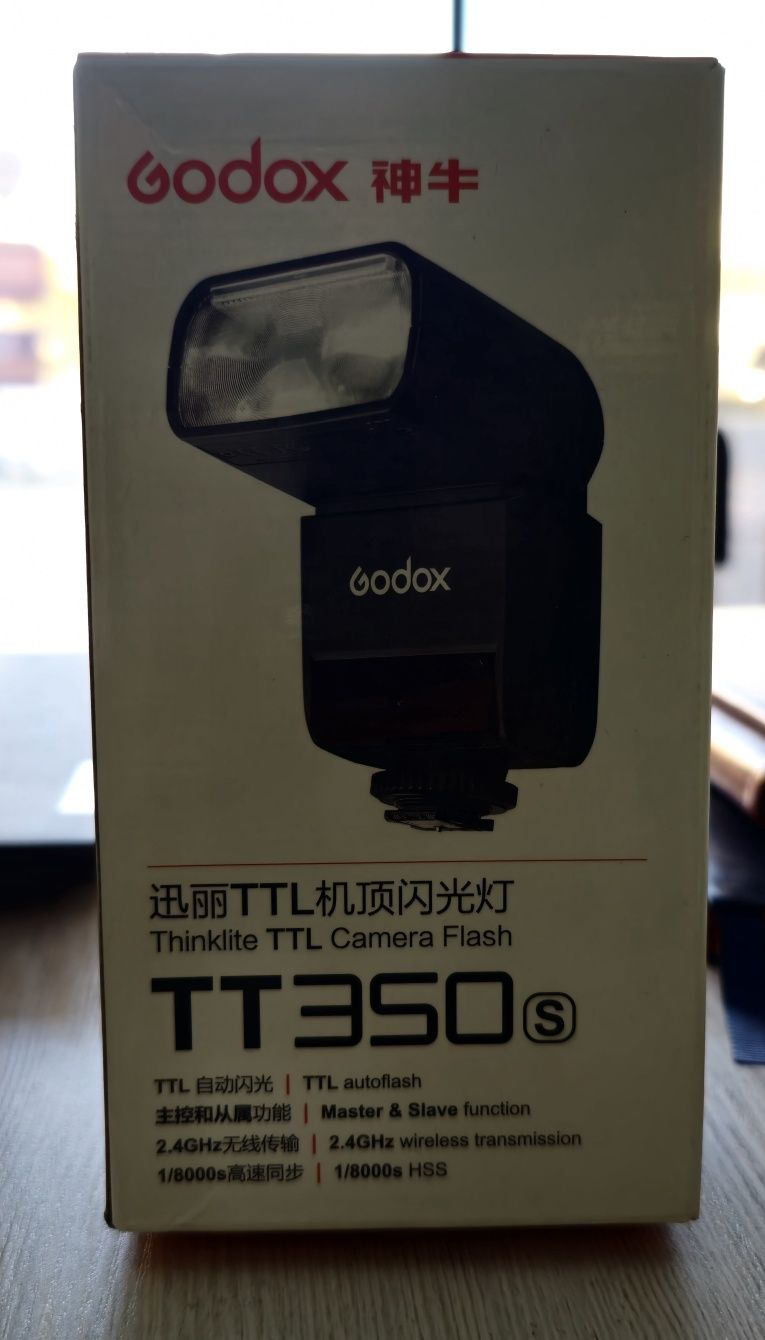 Godox 神牛
Godox
迅丽TTL机顶闪光灯
Thinklite TTL Camera Flash
TT350 S
TTL 自动闪光 | TTL autoflash
主控和从属功能 | Master & Slave function
2.4GHz无线传输 | 2.4GHz wireless transmission
1/8000s高速同步 | 1/8000s HSS